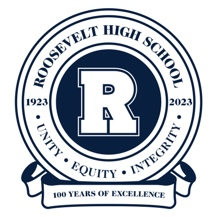 ROOSEVELT HIGH SCHOOL
1923 2023
R
• UNITY • EQUITY • INTEGRITY •
100 YEARS OF EXCELLENCE